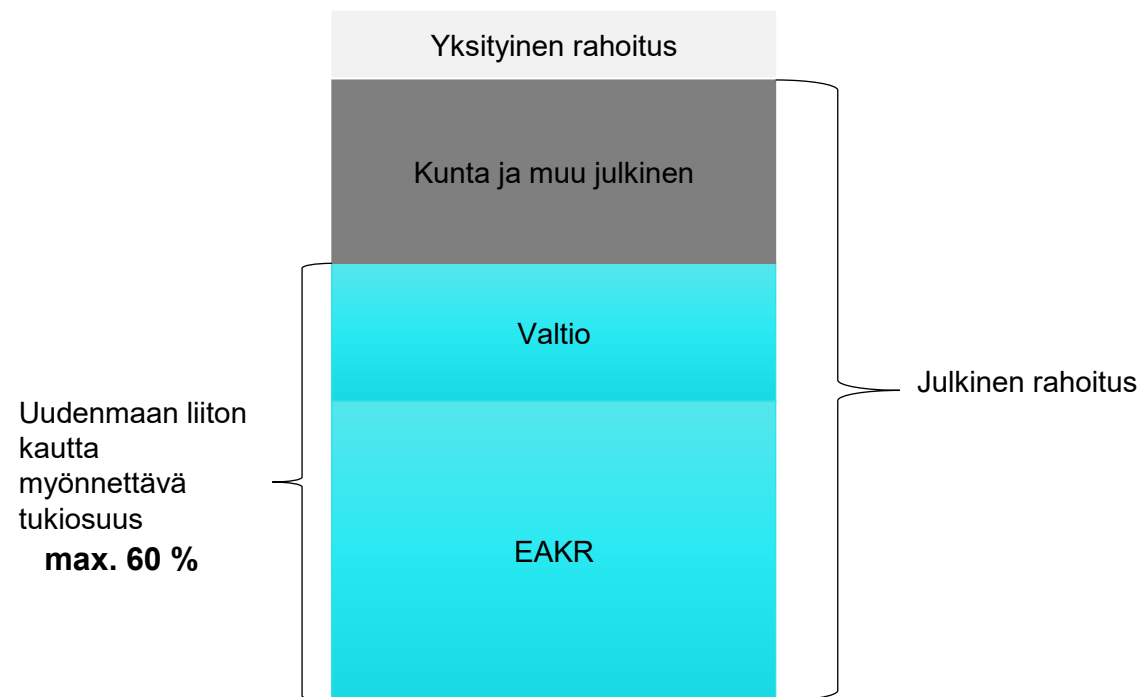 Yksityinen rahoitus
Kunta ja muu julkinen
Valtio
Julkinen rahoitus
Uudenmaan liiton
kautta
myönnettävä
tukiosuus
max. 60 %
EAKR